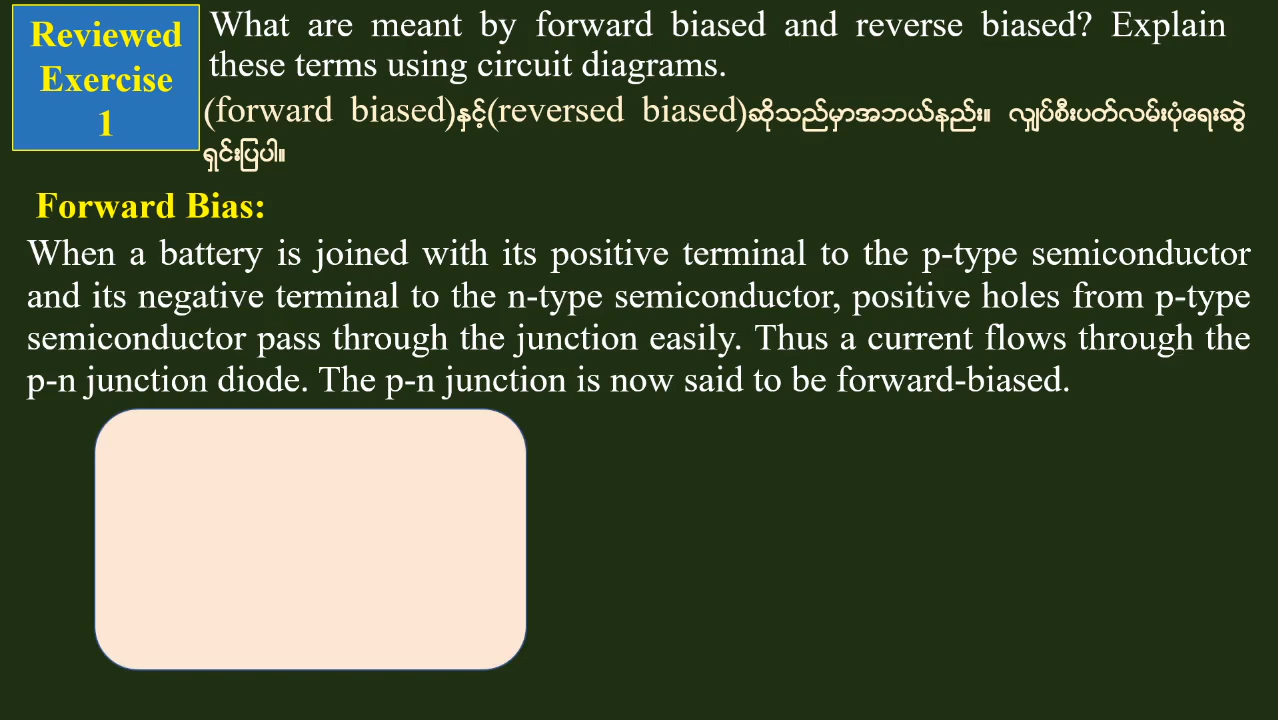 Reviewed
Exercise
1
What are meant by forward biased and reverse biased? Explain
these terms using circuit diagrams.
(forward biased)နှင့်(reversed biased)ဆိုသည်မှာအဘယ်နည်း။ လျှပ်စီးပတ်လမ်းပုံရေးဆွဲ
ရှင်းပြပါ။
Forward Bias:
When a battery is joined with its positive terminal to the p-type semiconductor
and its negative terminal to the n-type semiconductor, positive holes from p-type
semiconductor pass through the junction easily. Thus a current flows through the
p-n junction diode. The p-n junction is now said to be forward-biased.